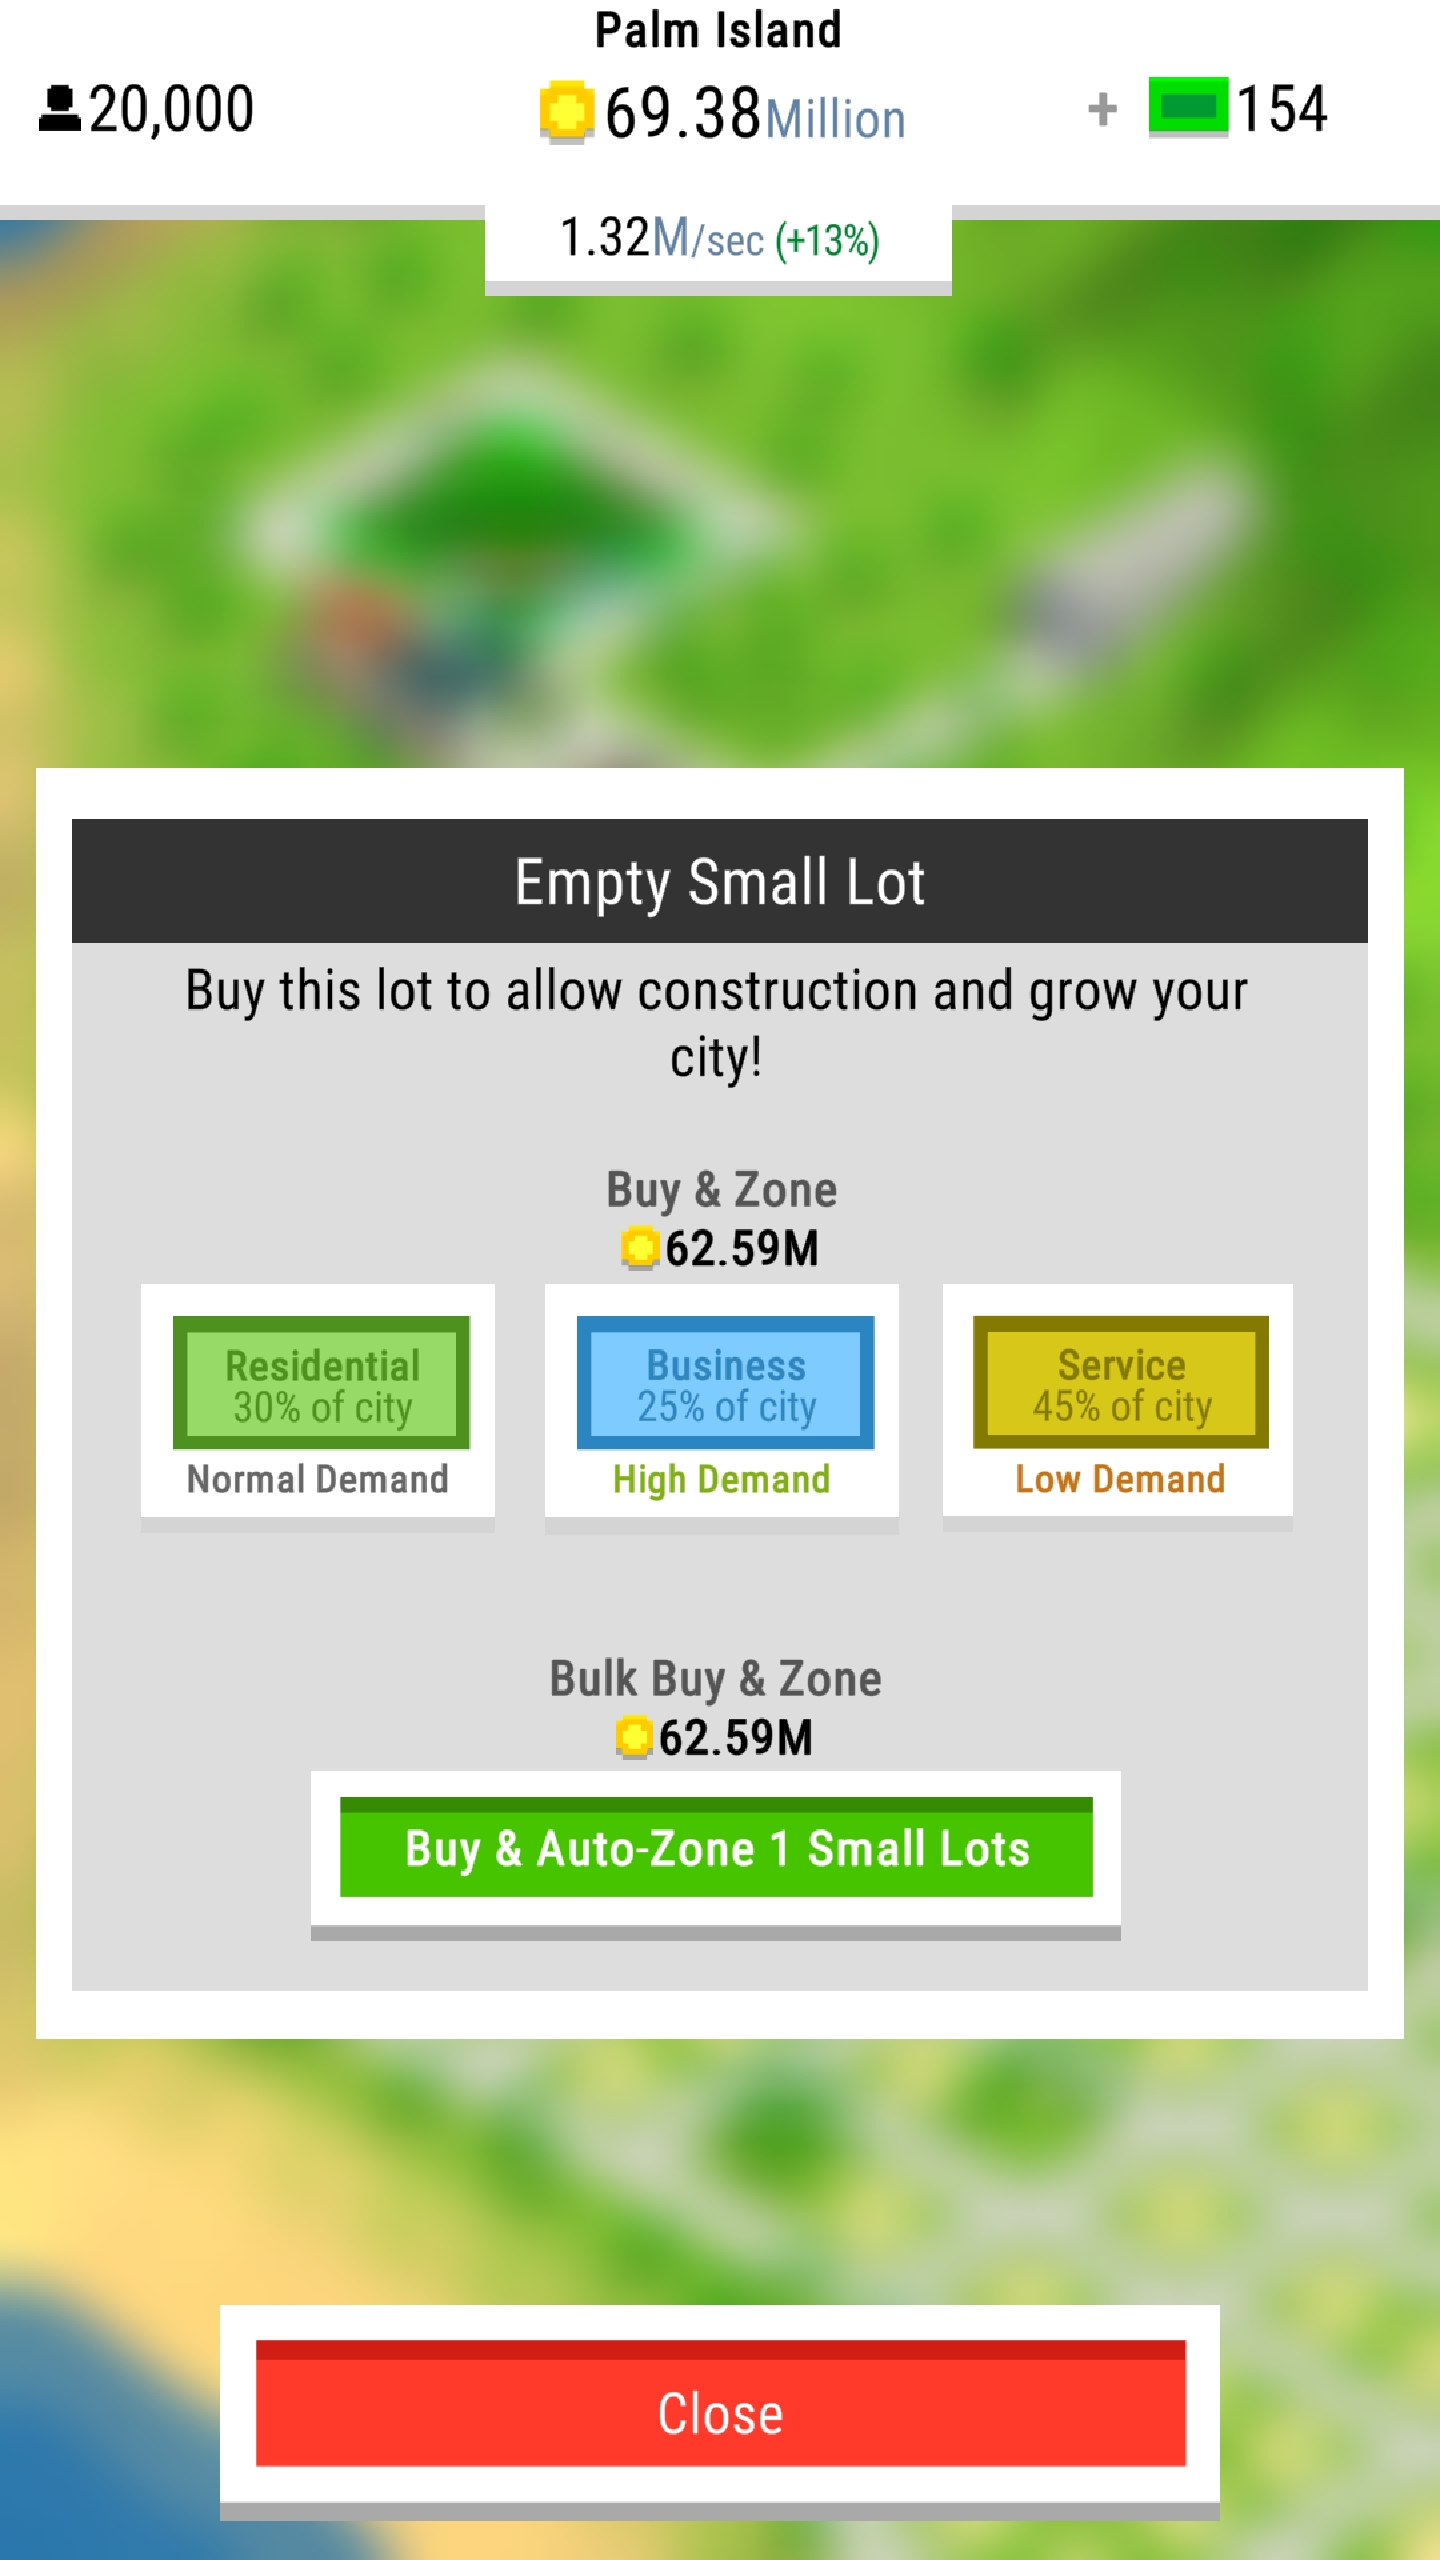 Palm Island
20,000
69.38Million
+ 154
1.32M/sec (+13%)
Empty Small Lot
Buy this lot to allow construction and grow your
city!
Buy & Zone
62.59M
Residential
30% of city
Normal Demand
Business
25% of city
High Demand
Service
45% of city
Low Demand
Bulk Buy & Zone
62.59M
Buy & Auto-Zone 1 Small Lots
Close